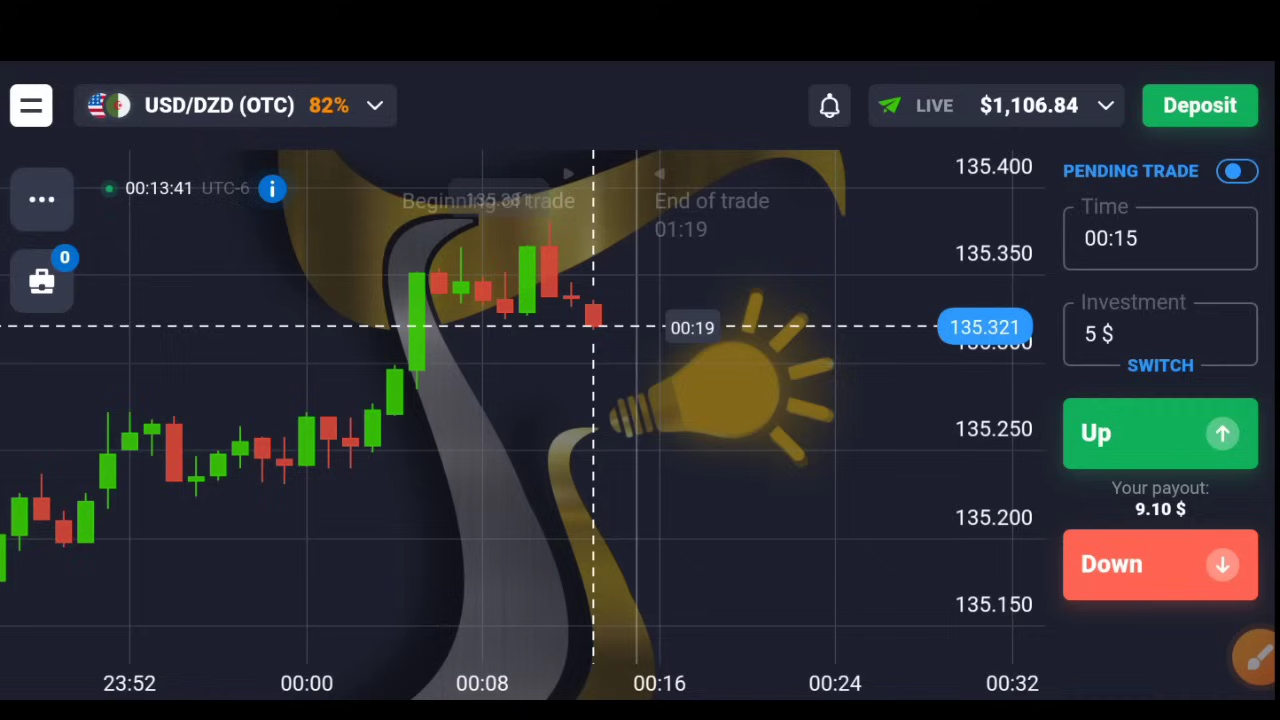 USD/DZD (OTC) 82%
LIVE $1,106.84
Deposit
00:13:41 UTC-6
i
0
Beginning of trade
End of trade
01:19
135.400
135.350
135.321
135.250
135.200
135.150
00:19
23:52 00:00 00:08 00:16 00:24 00:32
PENDING TRADE
Time
00:15
Investment
5 $
SWITCH
Up
Your payout:
9.10 $
Down